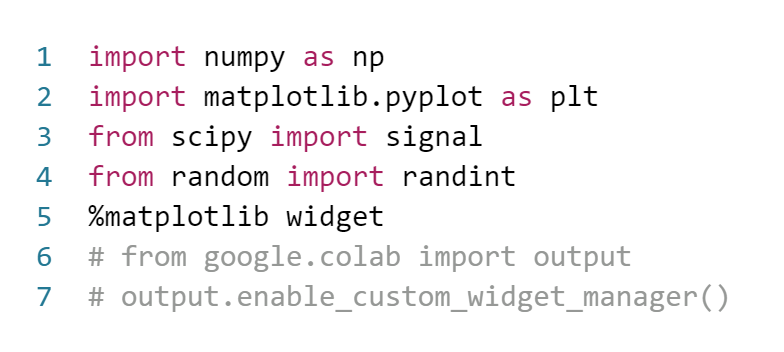 1 import numpy as np
2 import matplotlib.pyplot as plt
3 from scipy import signal
4 from random import randint
5 %matplotlib widget
6 # from google.colab import output
7 # output.enable_custom_widget_manager()